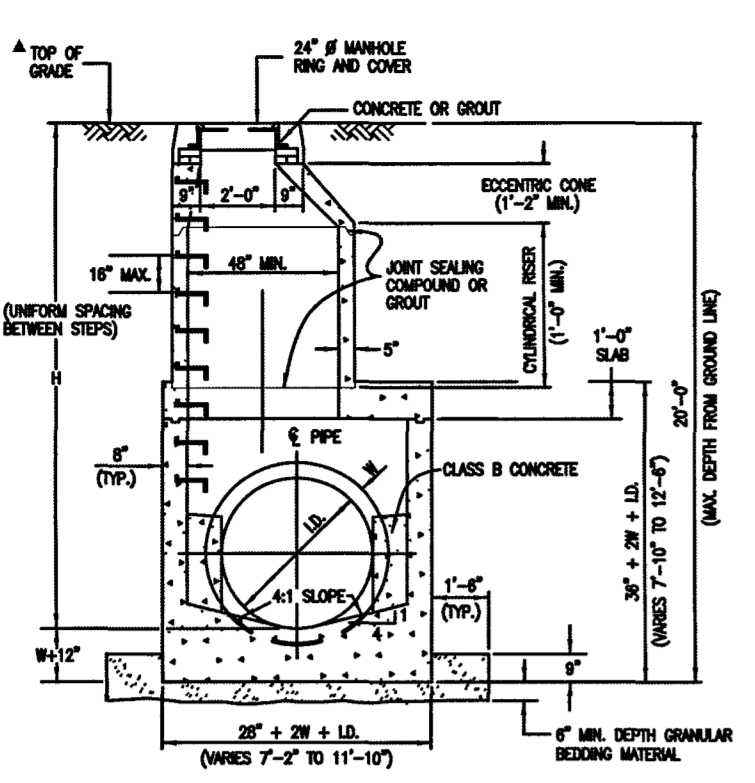 ▲ TOP OF
GRADE
24" Ø MANHOLE
RING AND COVER
CONCRETE OR GROUT
9"
2'-0"
9"
ECCENTRIC CONE
(1'-2" MIN.)
16" MAX.
48" MIN.
JOINT SEALING
COMPOUND OR
GROUT
(UNIFORM SPACING
BETWEEN STEPS)
CYLINDRICAL RISER
(1'-0" MIN.)
5"
1'-0"
SLAB
H
20'-0"
(MAX. DEPTH FROM GROUND LINE)
℄ PIPE
8"
(TYP.)
W
CLASS B CONCRETE
I.D.
36" + 2W + I.D.
(VARIES 7'-10" TO 12'-6")
4:1 SLOPE
1
4
1'-6"
(TYP.)
W+12"
9"
28" + 2W + I.D.
(VARIES 7'-2" TO 11'-10")
6" MIN. DEPTH GRANULAR
BEDDING MATERIAL